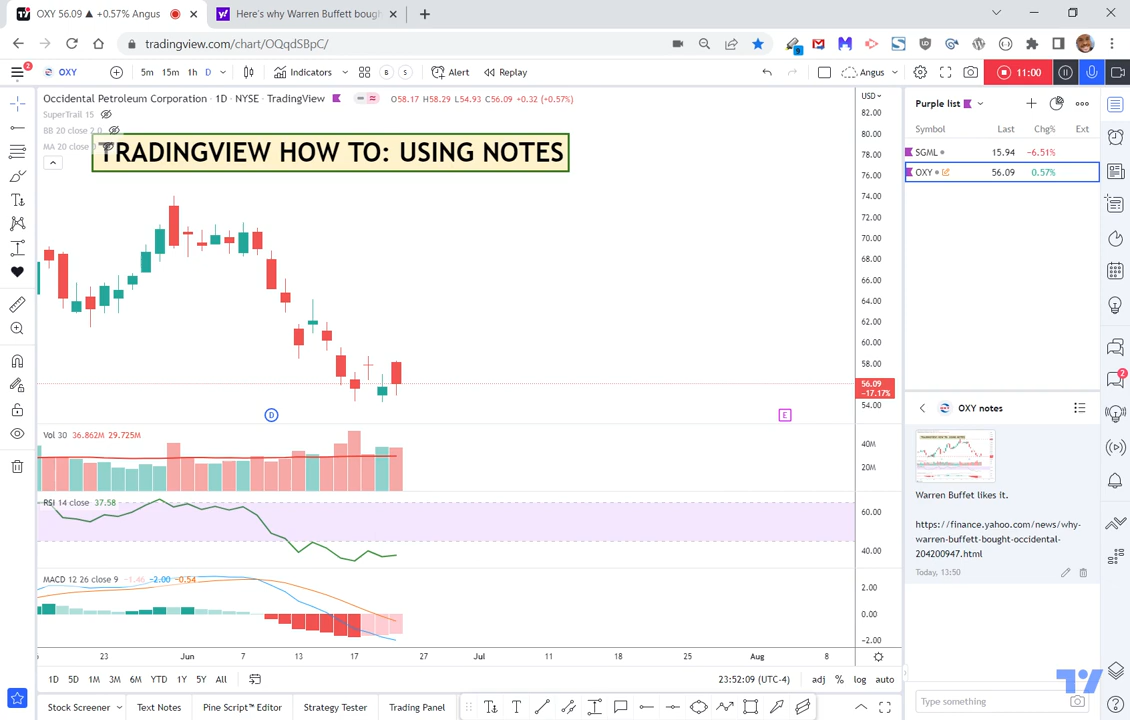 OXY 56.09 ▲ +0.57% Angus
Here's why Warren Buffett bough
tradingview.com/chart/OQqdSBpC/
2
OXY
5m 15m 1h D
Indicators
B S
Alert
Replay
Angus
11:00
Occidental Petroleum Corporation · 1D · NYSE · TradingView
O58.17 H58.29 L54.93 C56.09 +0.32 (+0.57%)
SuperTrail 15
BB 20 close 2 0
MA 20 close 0
TRADINGVIEW HOW TO: USING NOTES
USD
82.00
80.00
78.00
76.00
74.00
72.00
70.00
68.00
66.00
64.00
62.00
60.00
58.00
56.09
-17.17%
54.00
D
E
Vol 30 36.862M 29.725M
40M
20M
RSI 14 close 37.58
60.00
40.00
MACD 12 26 close 9 -1.46 -2.00 -0.54
2.00
0.00
-2.00
23 Jun 7 13 17 27 Jul 11 18 25 Aug 8
1D 5D 1M 3M 6M YTD 1Y 5Y All
23:52:09 (UTC-4)
adj % log auto
Stock Screener
Text Notes
Pine Script™ Editor
Strategy Tester
Trading Panel
Purple list
Symbol Last Chg% Ext
SGML 15.94 -6.51%
OXY 56.09 0.57%
2
OXY notes
TRADINGVIEW HOW TO: USING NOTES
Warren Buffet likes it.
https://finance.yahoo.com/news/why-
warren-buffett-bought-occidental-
204200947.html
Today, 13:50
Type something